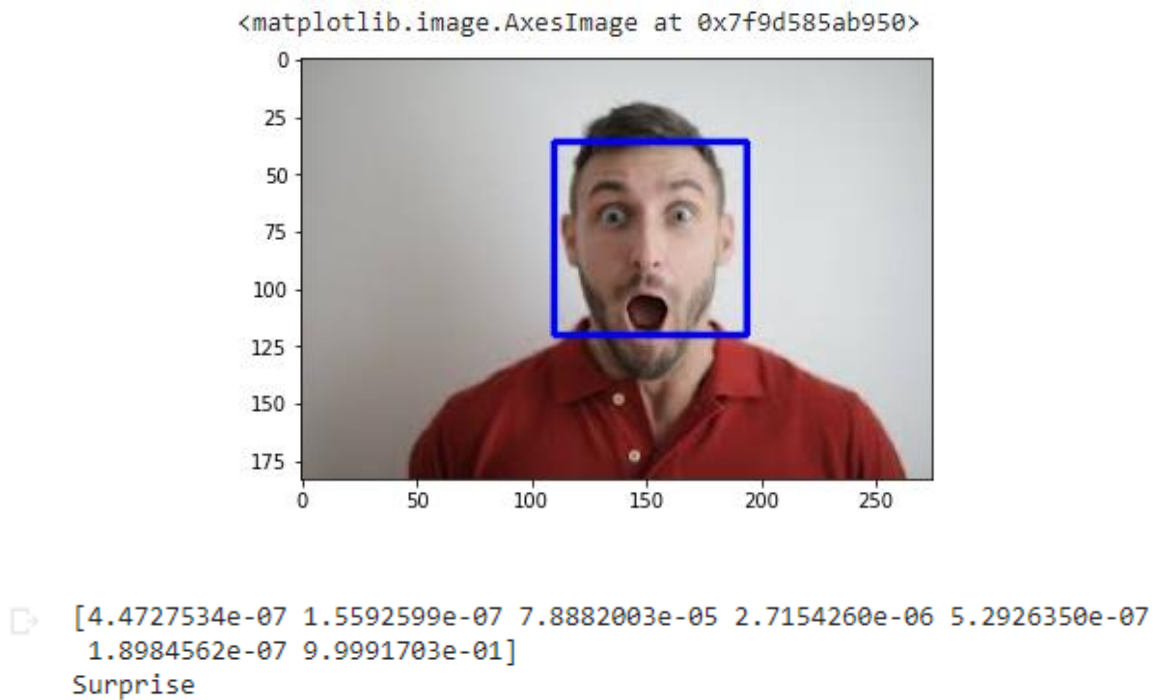 <matplotlib.image.AxesImage at 0x7f9d585ab950>
0
25
50
75
100
125
150
175
0 50 100 150 200 250
[4.4727534e-07 1.5592599e-07 7.8882003e-05 2.7154260e-06 5.2926350e-07
1.8984562e-07 9.9991703e-01]
Surprise